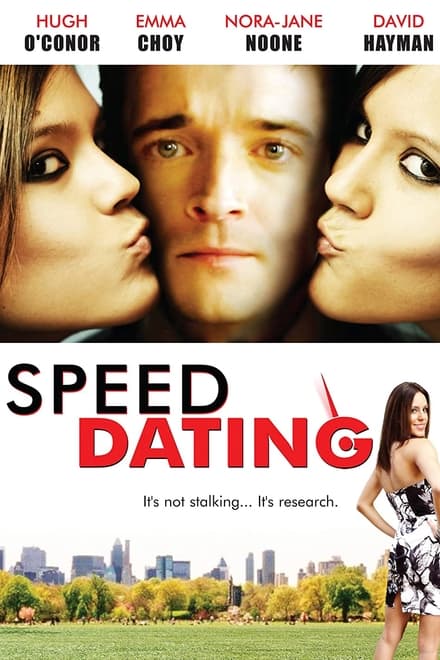 HUGH EMMA NORA-JANE DAVID
O'CONOR CHOY NOONE HAYMAN
SPEED
DATING
It's not stalking... It's research.